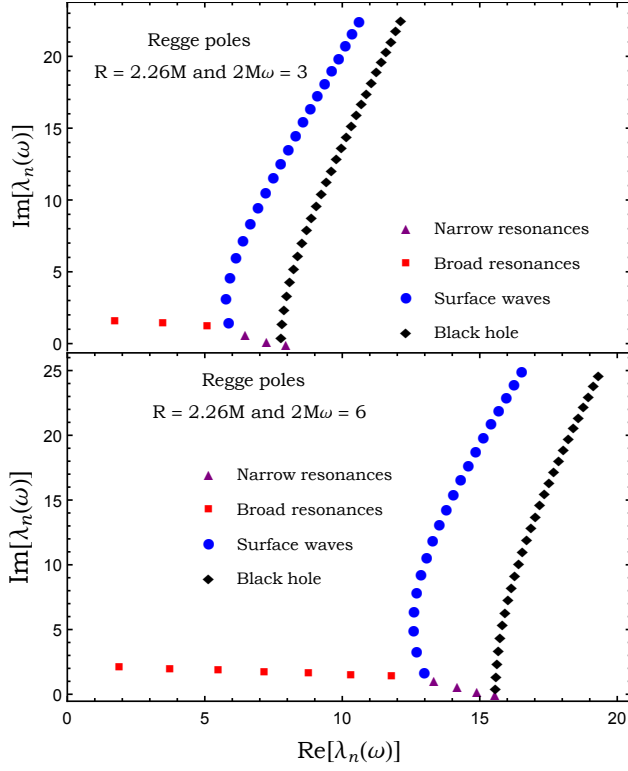 Regge poles
R = 2.26M and 2Mω = 3
Narrow resonances
Broad resonances
Surface waves
Black hole
Im[λₙ(ω)]
20
15
10
5
0
Regge poles
R = 2.26M and 2Mω = 6
Narrow resonances
Broad resonances
Surface waves
Black hole
Im[λₙ(ω)]
25
20
15
10
5
0
0 5 10 15 20
Re[λₙ(ω)]